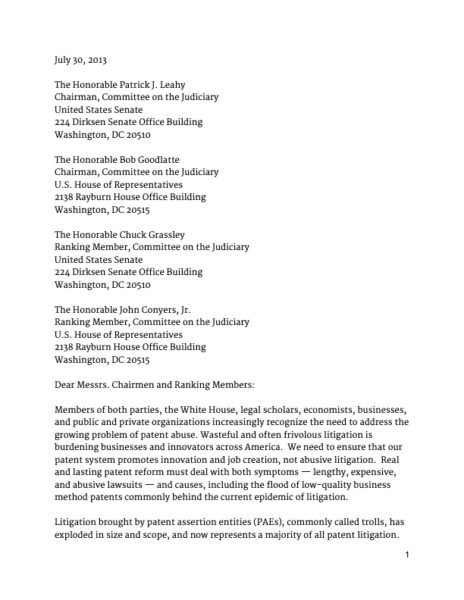 July 30, 2013
The Honorable Patrick J. Leahy
Chairman, Committee on the Judiciary
United States Senate
224 Dirksen Senate Office Building
Washington, DC 20510
The Honorable Bob Goodlatte
Chairman, Committee on the Judiciary
U.S. House of Representatives
2138 Rayburn House Office Building
Washington, DC 20515
The Honorable Chuck Grassley
Ranking Member, Committee on the Judiciary
United States Senate
224 Dirksen Senate Office Building
Washington, DC 20510
The Honorable John Conyers, Jr.
Ranking Member, Committee on the Judiciary
U.S. House of Representatives
2138 Rayburn House Office Building
Washington, DC 20515
Dear Messrs. Chairmen and Ranking Members:
Members of both parties, the White House, legal scholars, economists, businesses,
and public and private organizations increasingly recognize the need to address the
growing problem of patent abuse. Wasteful and often frivolous litigation is
burdening businesses and innovators across America. We need to ensure that our
patent system promotes innovation and job creation, not abusive litigation. Real
and lasting patent reform must deal with both symptoms — lengthy, expensive,
and abusive lawsuits — and causes, including the flood of low-quality business
method patents commonly behind the current epidemic of litigation.
Litigation brought by patent assertion entities (PAEs), commonly called trolls, has
exploded in size and scope, and now represents a majority of all patent litigation.
1